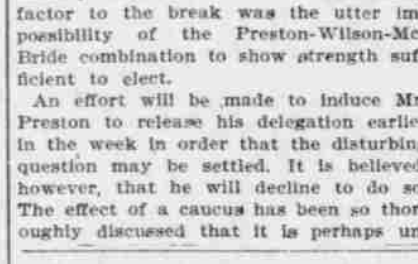 factor to the break was the utter im
possibility of the Preston-Wilson-Mc
Bride combination to show strength suf
ficient to elect.
An effort will be made to induce Mr
Preston to release his delegation earlie
in the week in order that the disturbin
question may be settled. It is believed
however, that he will decline to do s
The effect of a caucus has been so thor
oughly discussed that it is perhaps un